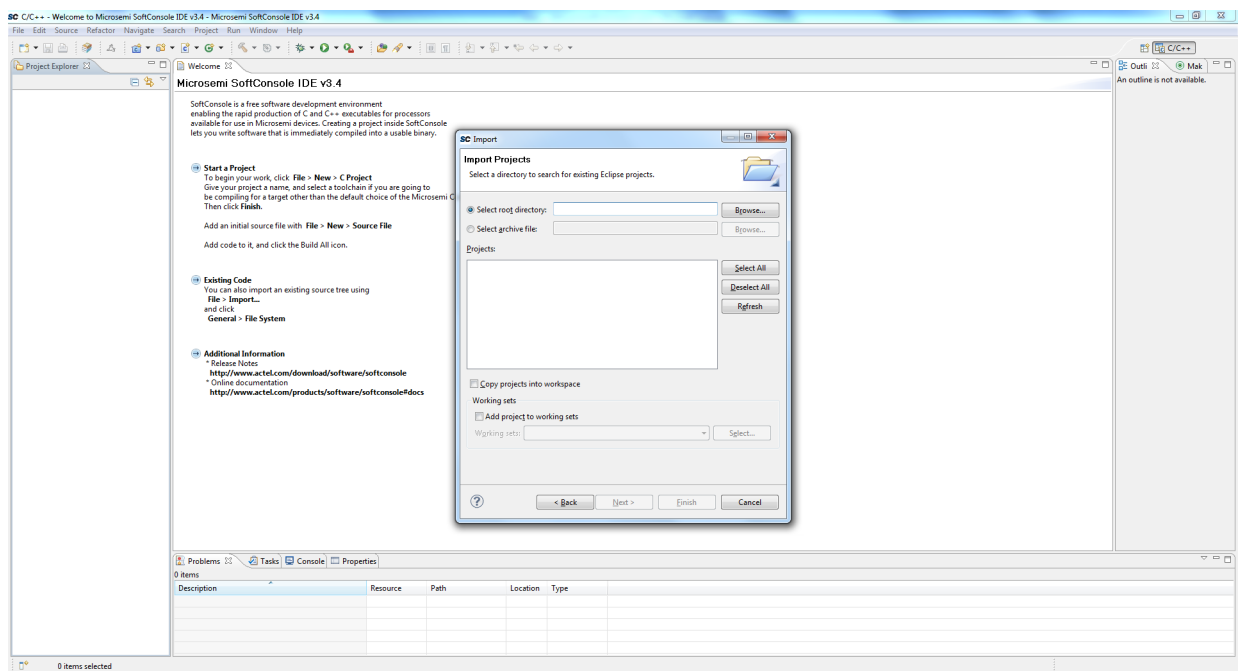 SC C/C++ - Welcome to Microsemi SoftConsole IDE v3.4 - Microsemi SoftConsole IDE v3.4
File Edit Source Refactor Navigate Search Project Run Window Help
C/C++
Project Explorer
Welcome
Outli
Mak
Microsemi SoftConsole IDE v3.4
An outline is not available.
SoftConsole is a free software development environment
enabling the rapid production of C and C++ executables for processors
available for use in Microsemi devices. Creating a project inside SoftConsole
lets you write software that is immediately compiled into a usable binary.
Start a Project
To begin your work, click File > New > C Project
Give your project a name, and select a toolchain if you are going to
be compiling for a target other than the default choice of the Microsemi C
Then click Finish.
Add an initial source file with File > New > Source File
Add code to it, and click the Build All icon.
Existing Code
You can also import an existing source tree using
File > Import...
and click
General > File System
Additional Information
* Release Notes
http://www.actel.com/download/software/softconsole
* Online documentation
http://www.actel.com/products/software/softconsole#docs
SC Import
Import Projects
Select a directory to search for existing Eclipse projects.
Select root directory:
Browse...
Select archive file:
Browse...
Projects:
Select All
Deselect All
Refresh
Copy projects into workspace
Working sets
Add project to working sets
Working sets:
Select...
? < Back Next > Finish Cancel
Problems Tasks Console Properties
0 items
Description Resource Path Location Type
0 items selected